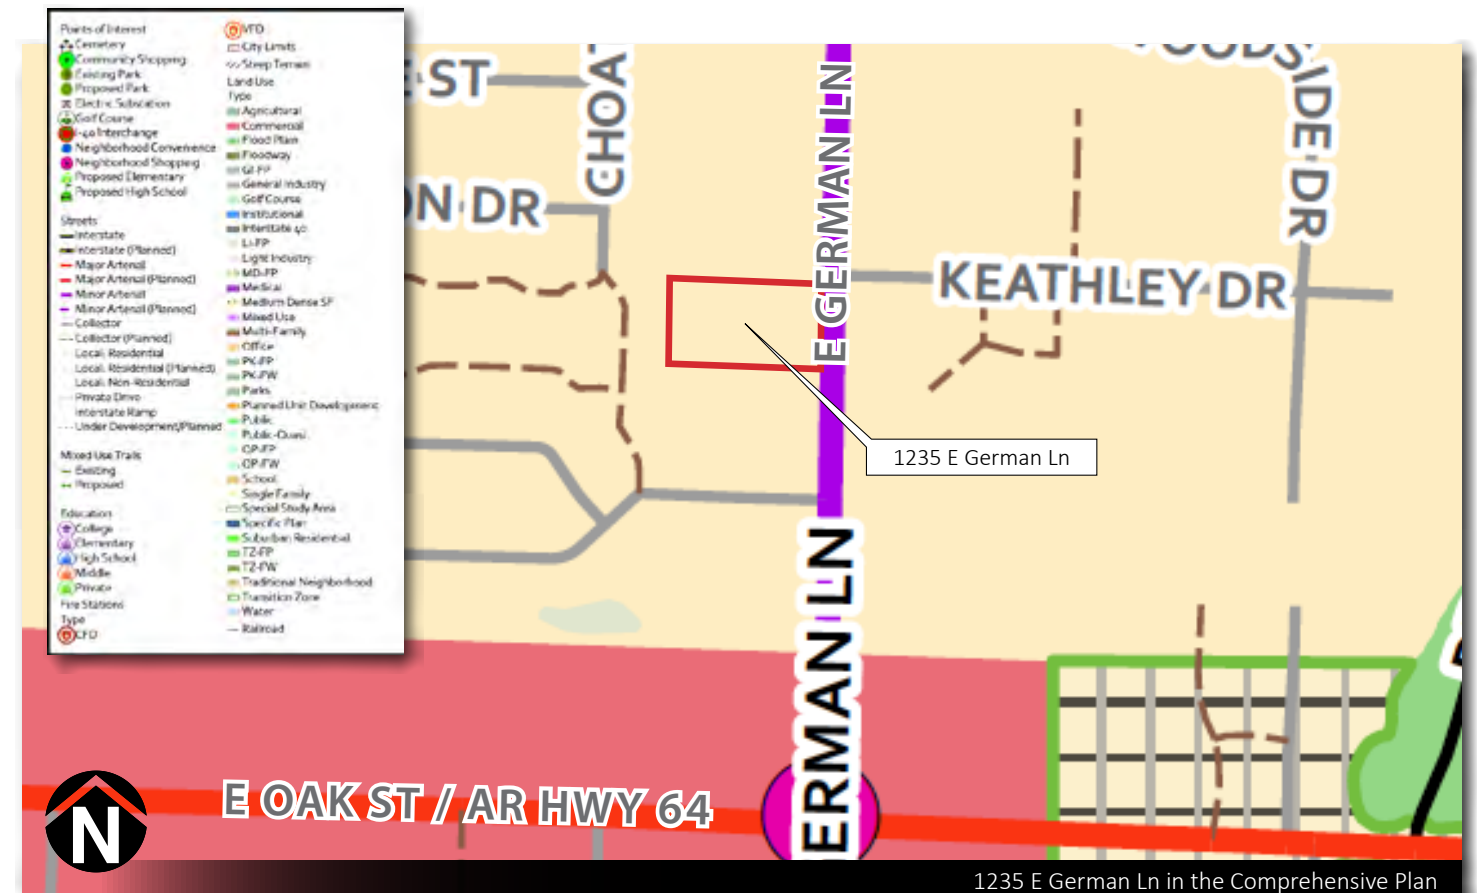 Points of Interest
Cemetery
Community Shopping
Existing Park
Proposed Park
Electric Substation
Golf Course
I-40 Interchange
Neighborhood Convenience
Neighborhood Shopping
Proposed Elementary
Proposed High School
Streets
Interstate
Interstate (Planned)
Major Arterial
Major Arterial (Planned)
Minor Arterial
Minor Arterial (Planned)
Collector
Collector (Planned)
Local: Residential
Local: Residential (Planned)
Local: Non-Residential
Private Drive
Interstate Ramp
Under Development/Planned
Mixed Use Trails
Existing
Proposed
Education
College
Elementary
High School
Middle
Private
Fire Stations
Type
CFD
VFD
City Limits
Steep Terrain
Land Use
Type
Agricultural
Commercial
Flood Plain
Floodway
GI-FP
General Industry
Golf Course
Institutional
Interstate 40
LI-FP
Light Industry
MD-FP
Medical
Medium Dense SF
Mixed Use
Multi-Family
Office
PK-FP
PK-FW
Parks
Planned Unit Development
Public
Public-Quasi
QP-FP
QP-FW
School
Single Family
Special Study Area
Specific Plan
Suburban Residential
TZ-FP
TZ-FW
Traditional Neighborhood
Transition Zone
Water
Railroad
E ST
CHOAT
ON DR
E GERMAN LN
OODSIDE DR
KEATHLEY DR
1235 E German Ln
ERMAN LN
E OAK ST / AR HWY 64
N
1235 E German Ln in the Comprehensive Plan